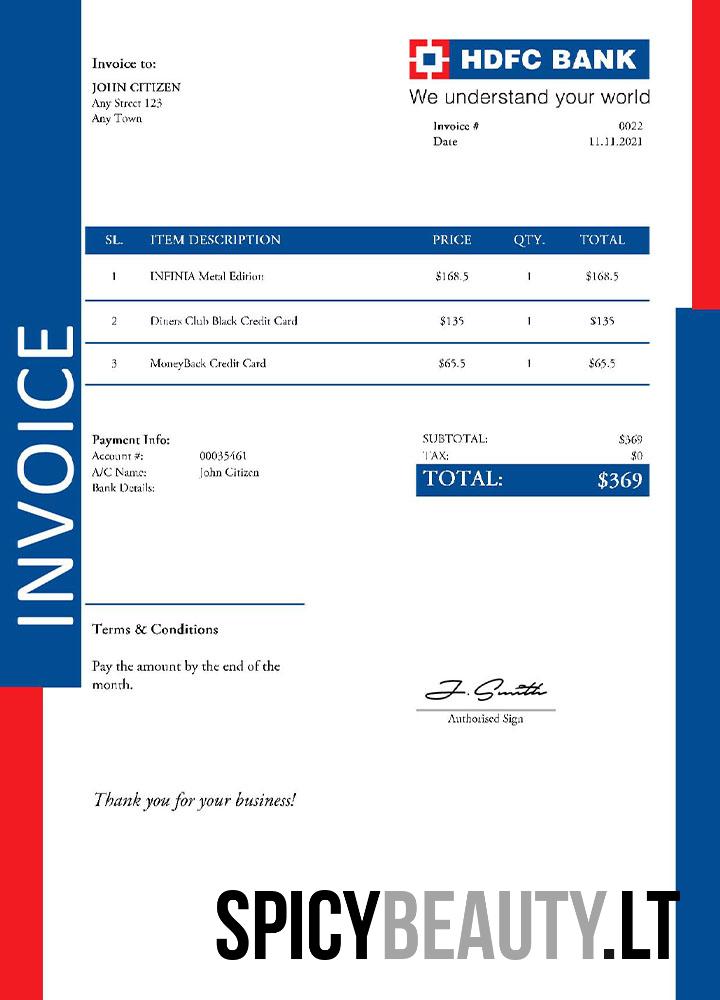 HDFC BANK
We understand your world
Invoice to:
JOHN CITIZEN
Any Street 123
Any Town
Invoice # 0022
Date 11.11.2021
SL. ITEM DESCRIPTION PRICE QTY. TOTAL
1 INFINIA Metal Edition $168.5 1 $168.5
2 Diners Club Black Credit Card $135 1 $135
3 MoneyBack Credit Card $65.5 1 $65.5
INVOICE
Payment Info:
Account #: 00035461
A/C Name: John Citizen
Bank Details:
SUBTOTAL: $369
TAX: $0
TOTAL: $369
Terms & Conditions
Pay the amount by the end of the
month.
J. Smith
Authorised Sign
Thank you for your business!
SPICYBEAUTY.LT